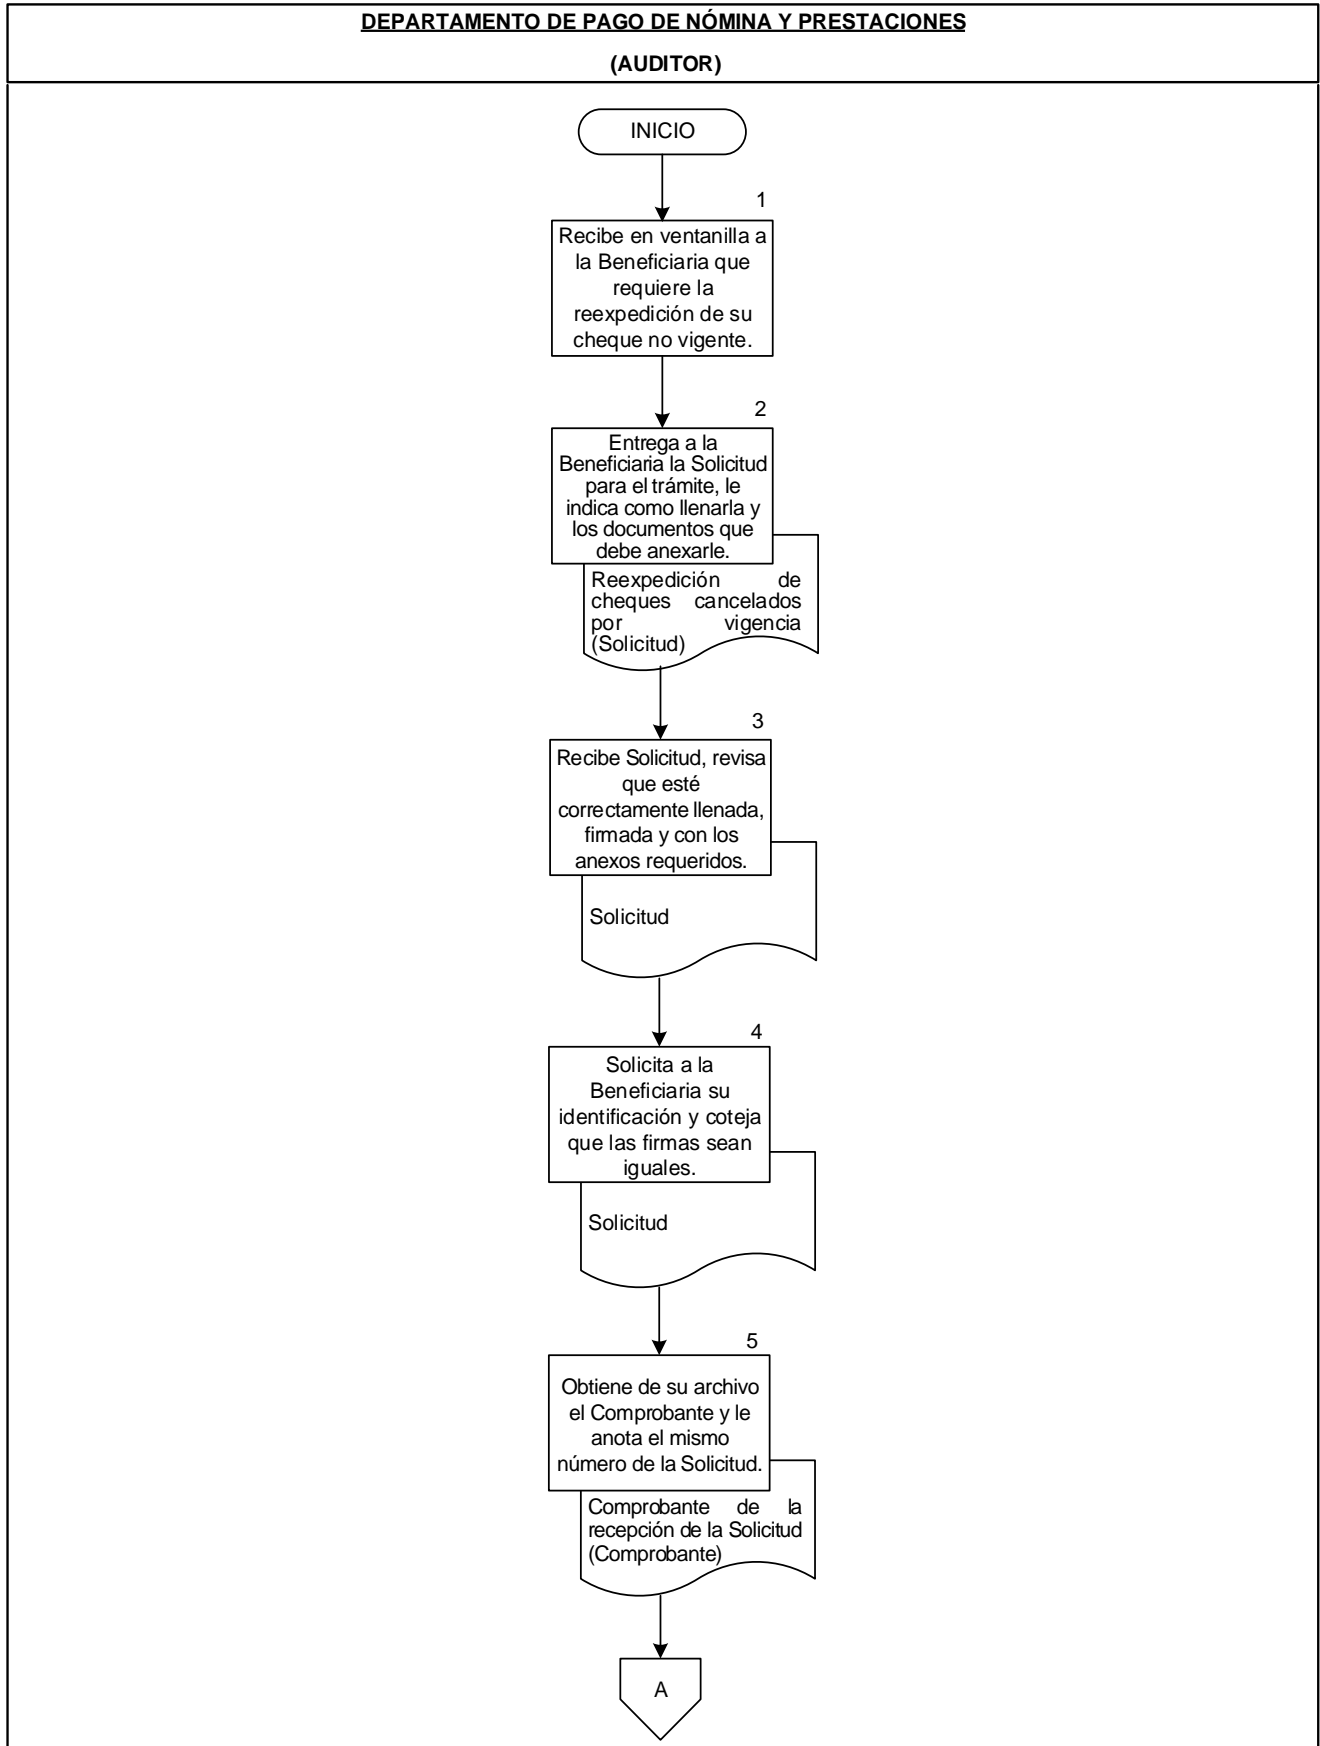 DEPARTAMENTO DE PAGO DE NÓMINA Y PRESTACIONES
(AUDITOR)
INICIO
1
Recibe en ventanilla a
la Beneficiaria que
requiere la
reexpedición de su
cheque no vigente.
2
Entrega a la
Beneficiaria la Solicitud
para el trámite, le
indica como llenarla y
los documentos que
debe anexarle.
Reexpedición de
cheques cancelados
por vigencia
(Solicitud)
3
Recibe Solicitud, revisa
que esté
correctamente llenada,
firmada y con los
anexos requeridos.
Solicitud
4
Solicita a la
Beneficiaria su
identificación y coteja
que las firmas sean
iguales.
Solicitud
5
Obtiene de su archivo
el Comprobante y le
anota el mismo
número de la Solicitud.
Comprobante de la
recepción de la Solicitud
(Comprobante)
A